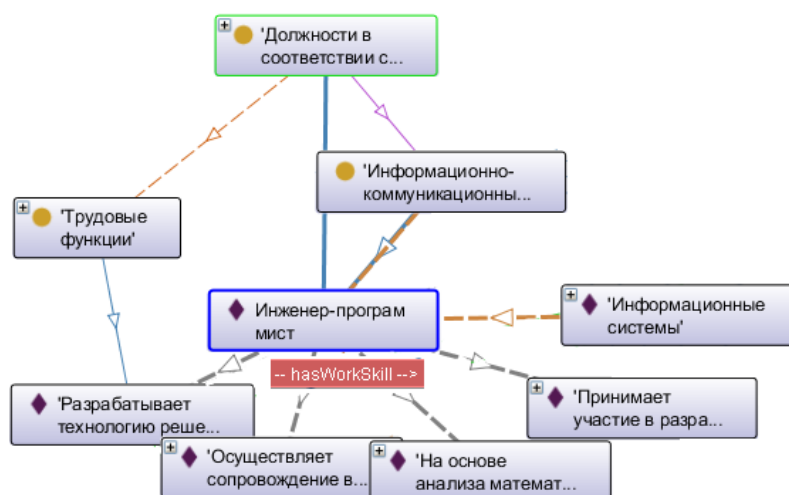 'Должности в
соответствии с...
'Информационно-
коммуникационны...
'Трудовые
функции'
Инженер-програм
мист
'Информационные
системы'
-- hasWorkSkill -->
'Разрабатывает
технологию реше...
'Принимает
участие в разра...
'Осуществляет
сопровождение в...
'На основе
анализа математ...